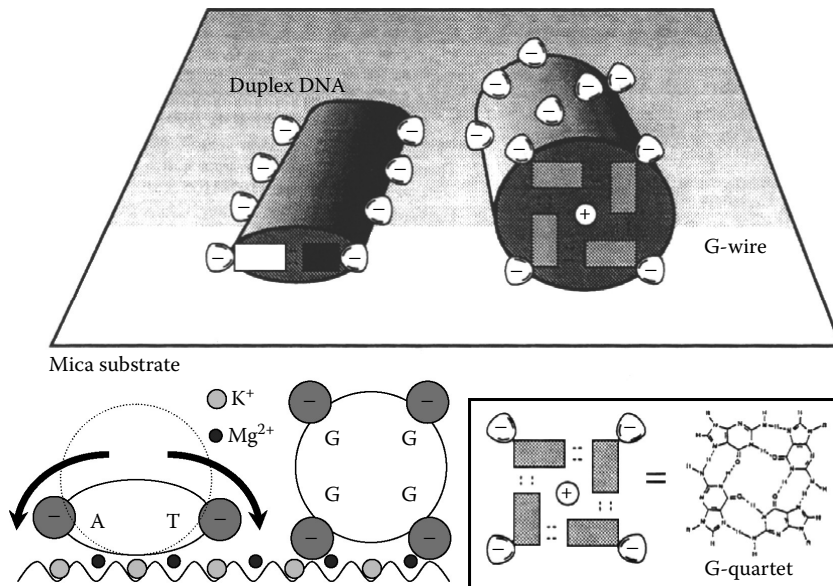 Duplex DNA
G-wire
Mica substrate
K+
Mg2+
A T
G G
G G
=
G-quartet